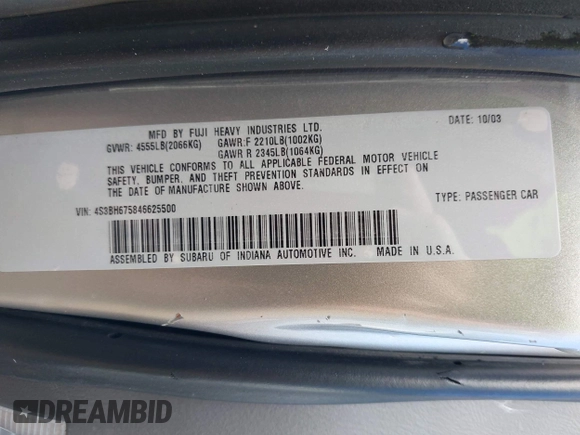 MFD BY FUJI HEAVY INDUSTRIES LTD.
DATE: 10/03
GVWR: 4555LB(2066KG) GAWR:F 2210LB(1002KG)
GAWR R 2345LB(1064KG)
THIS VEHICLE CONFORMS TO ALL APPLICABLE FEDERAL MOTOR VEHICLE
SAFETY, BUMPER, AND THEFT PREVENTION STANDARDS IN EFFECT ON
THE DATE OF MANUFACTURE SHOWN ABOVE.
VIN: 4S3BH675846625500
TYPE: PASSENGER CAR
ASSEMBLED BY SUBARU OF INDIANA AUTOMOTIVE INC. MADE IN U.S.A.
DREAMBID